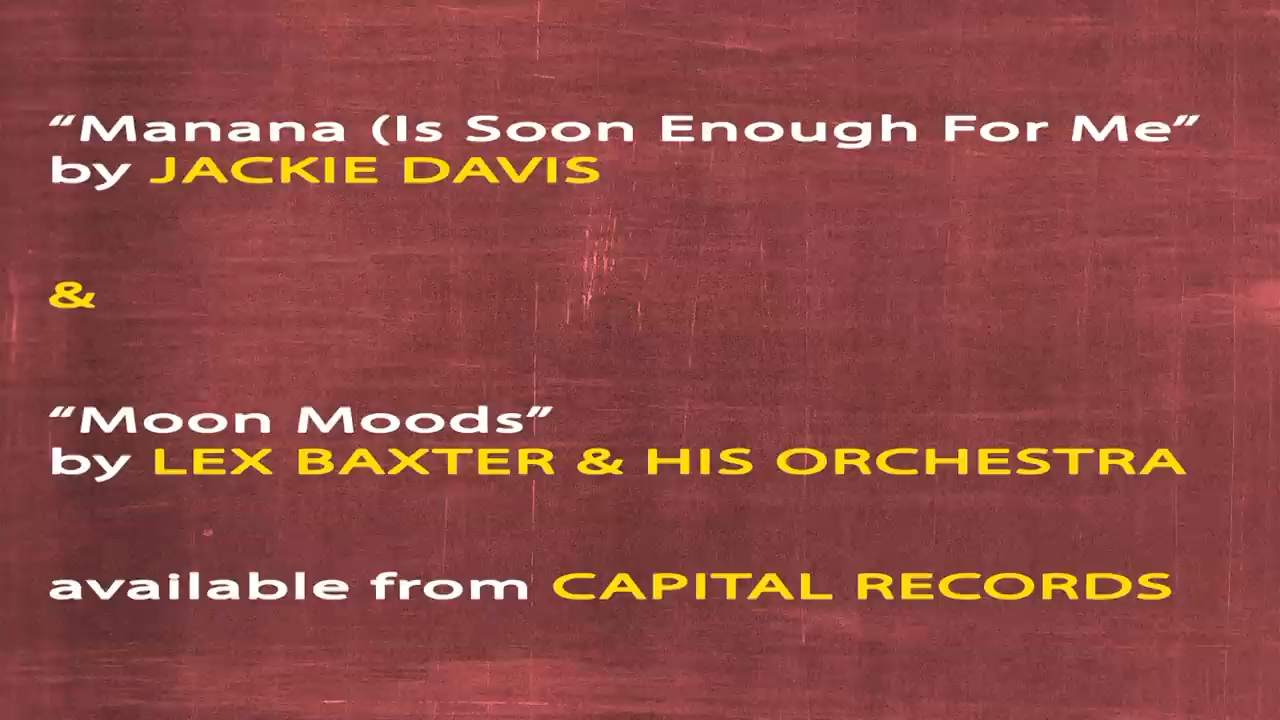 “Manana (Is Soon Enough For Me”
by JACKIE DAVIS
&
“Moon Moods”
by LEX BAXTER & HIS ORCHESTRA
available from CAPITAL RECORDS